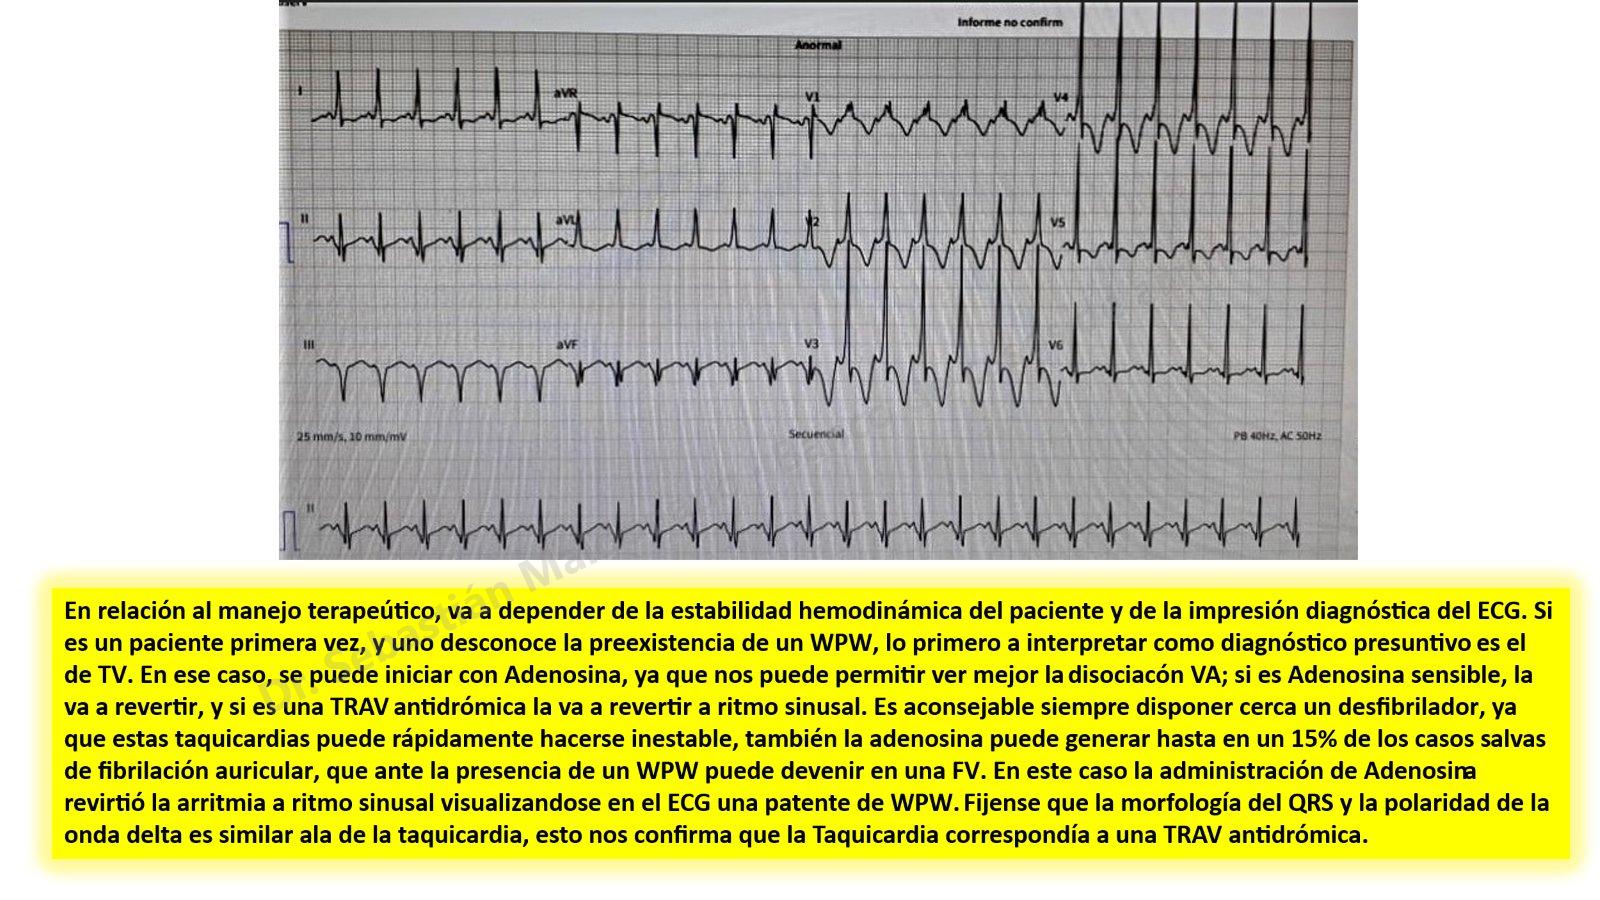 Informe no confirm
Anormal
I
aVR
V1
V4
II
aVL
V2
V5
III
aVF
V3
V6
25 mm/s, 10 mm/mV
Secuencial
PB 40Hz, AC 50Hz
II
Dr. Sebastián
En relación al manejo terapeútico, va a depender de la estabilidad hemodinámica del paciente y de la impresión diagnóstica del ECG. Si
es un paciente primera vez, y uno desconoce la preexistencia de un WPW, lo primero a interpretar como diagnóstico presuntivo es el
de TV. En ese caso, se puede iniciar con Adenosina, ya que nos puede permitir ver mejor la disociacón VA; si es Adenosina sensible, la
va a revertir, y si es una TRAV antidrómica la va a revertir a ritmo sinusal. Es aconsejable siempre disponer cerca un desfibrilador, ya
que estas taquicardias puede rápidamente hacerse inestable, también la adenosina puede generar hasta en un 15% de los casos salvas
de fibrilación auricular, que ante la presencia de un WPW puede devenir en una FV. En este caso la administración de Adenosina
revirtió la arritmia a ritmo sinusal visualizandose en el ECG una patente de WPW. Fijense que la morfología del QRS y la polaridad de la
onda delta es similar ala de la taquicardia, esto nos confirma que la Taquicardia correspondía a una TRAV antidrómica.